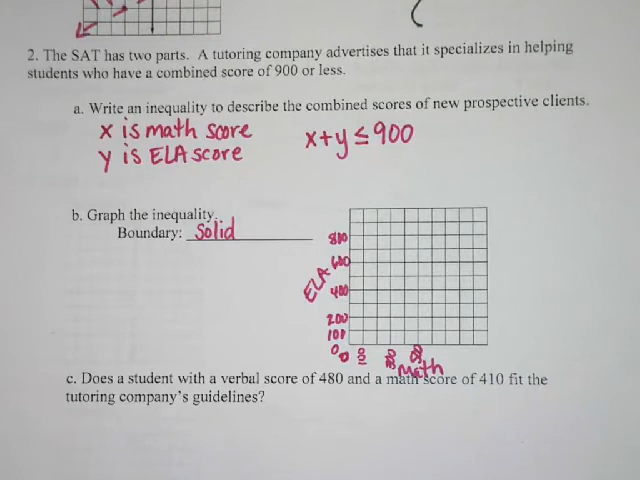 2. The SAT has two parts. A tutoring company advertises that it specializes in helping
students who have a combined score of 900 or less.
a. Write an inequality to describe the combined scores of new prospective clients.
x is math score
y is ELA score
x+y≤900
b. Graph the inequality.
Boundary: Solid
800
600
400
200
100
0
ELA
0
100
Math
c. Does a student with a verbal score of 480 and a math score of 410 fit the
tutoring company's guidelines?